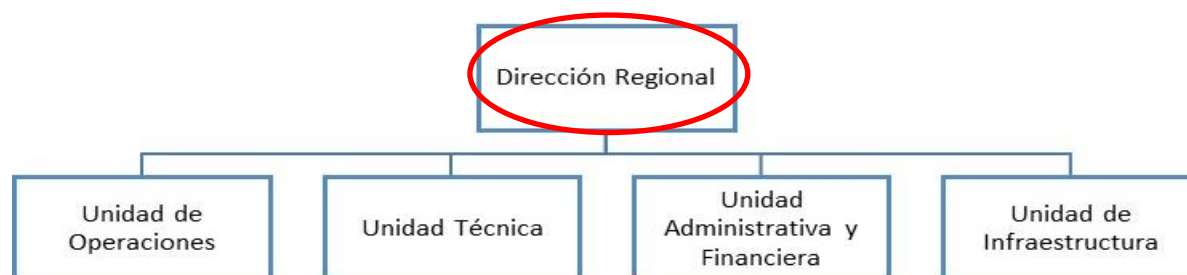 Dirección Regional
Unidad de
Operaciones
Unidad Técnica
Unidad
Administrativa y
Financiera
Unidad de
Infraestructura